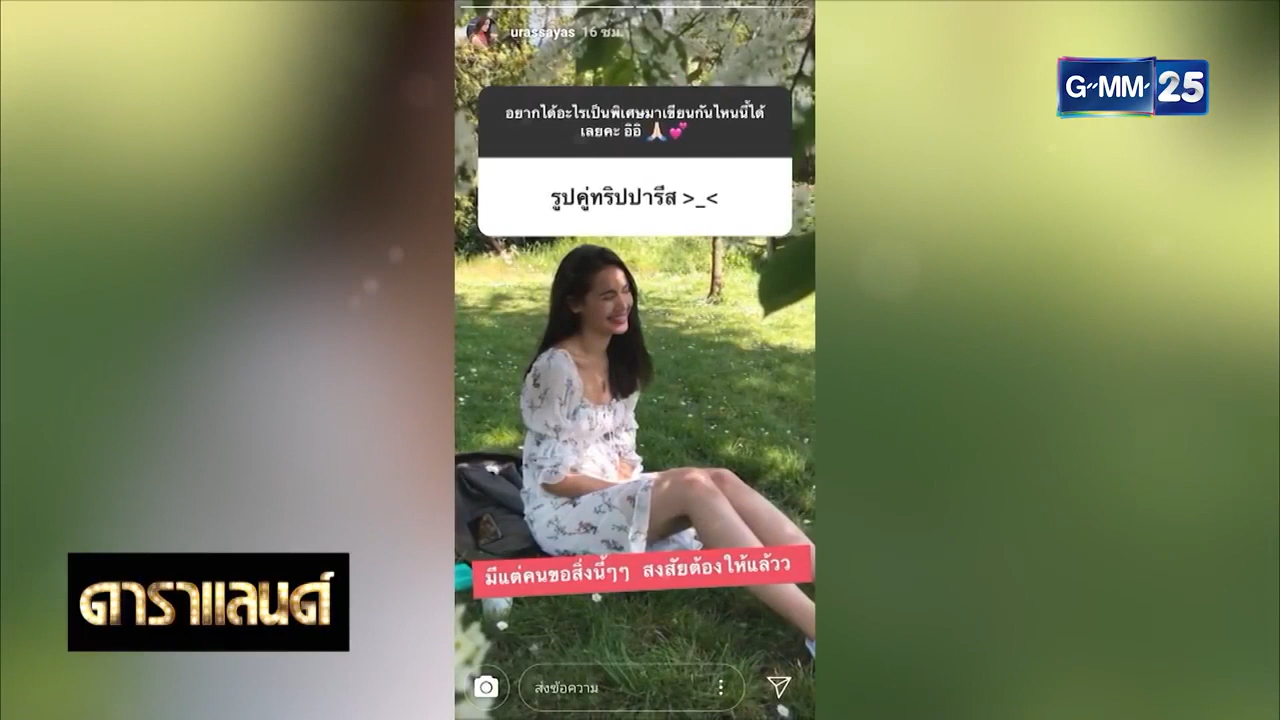 urassayas 16 ซม.
G"MM' 25
อยากได้อะไรเป็นพิเศษมาเขียนกันไหนนี้ได้
เลยคะ อิอิ 🙏🏻💕
รูปคู่ทริปปารีส >_<
มีแต่คนขอสิ่งนี้ๆๆ สงสัยต้องให้แล้วว
ดาราแลนด์
ส่งข้อความ